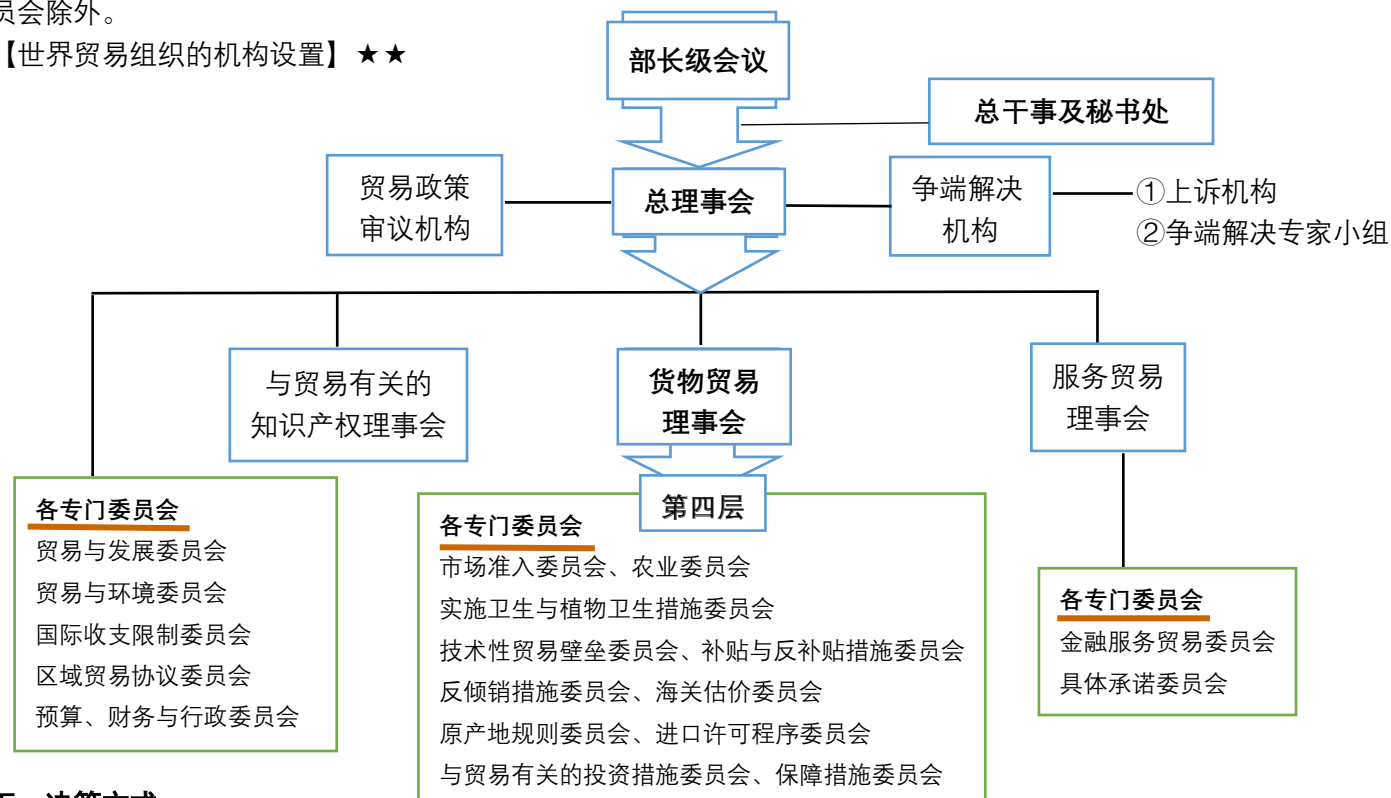 员会除外。
【世界贸易组织的机构设置】★★
部长级会议
总干事及秘书处
贸易政策
审议机构
总理事会
争端解决
机构
①上诉机构
②争端解决专家小组
与贸易有关的
知识产权理事会
货物贸易
理事会
服务贸易
理事会
第四层
各专门委员会
贸易与发展委员会
贸易与环境委员会
国际收支限制委员会
区域贸易协议委员会
预算、财务与行政委员会
各专门委员会
市场准入委员会、农业委员会
实施卫生与植物卫生措施委员会
技术性贸易壁垒委员会、补贴与反补贴措施委员会
反倾销措施委员会、海关估价委员会
原产地规则委员会、进口许可程序委员会
与贸易有关的投资措施委员会、保障措施委员会
各专门委员会
金融服务贸易委员会
具体承诺委员会